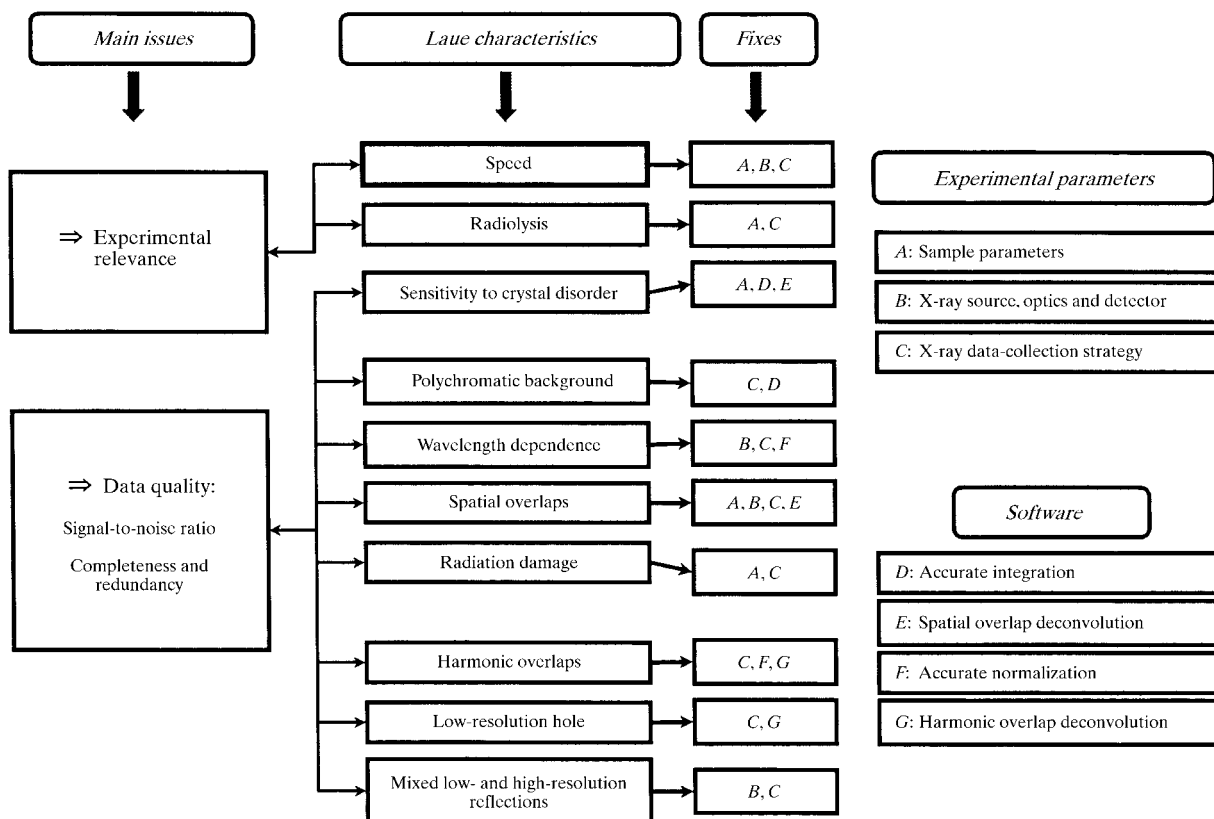 Main issues
Laue characteristics
Fixes
⇒ Experimental
relevance
⇒ Data quality:
Signal-to-noise ratio
Completeness and
redundancy
Speed
A, B, C
Radiolysis
A, C
Sensitivity to crystal disorder
A, D, E
Polychromatic background
C, D
Wavelength dependence
B, C, F
Spatial overlaps
A, B, C, E
Radiation damage
A, C
Harmonic overlaps
C, F, G
Low-resolution hole
C, G
Mixed low- and high-resolution
reflections
B, C
Experimental parameters
A: Sample parameters
B: X-ray source, optics and detector
C: X-ray data-collection strategy
Software
D: Accurate integration
E: Spatial overlap deconvolution
F: Accurate normalization
G: Harmonic overlap deconvolution